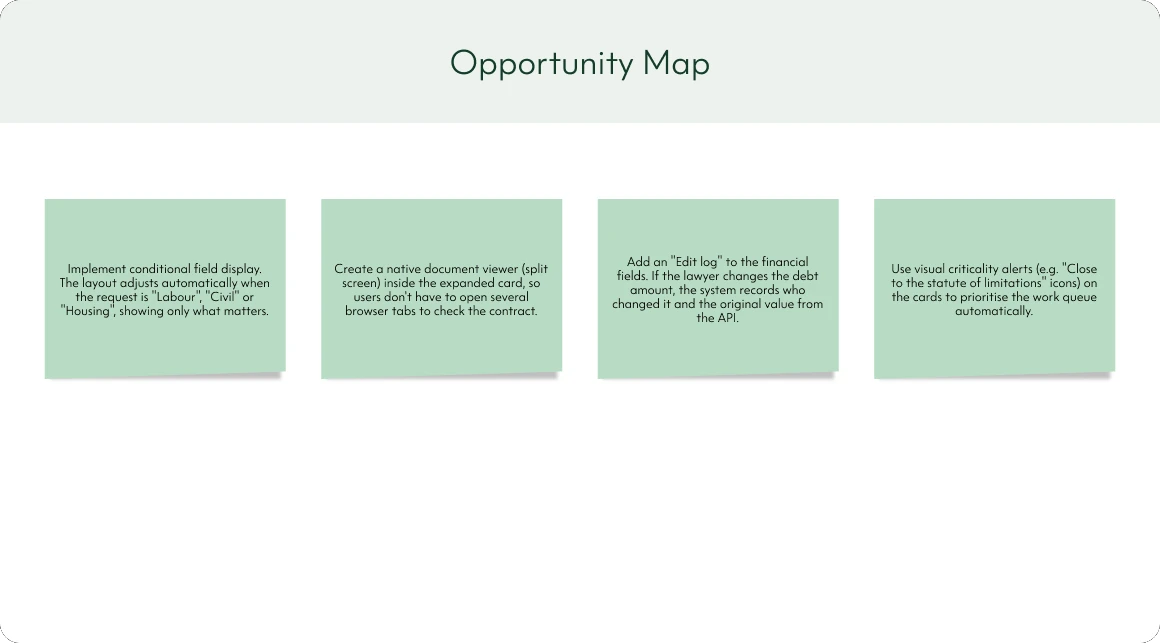 Opportunity Map
Implement conditional field display.
The layout adjusts automatically when
the request is "Labour", "Civil" or
"Housing", showing only what matters.
Create a native document viewer (split
screen) inside the expanded card, so
users don't have to open several
browser tabs to check the contract.
Add an "Edit log" to the financial
fields. If the lawyer changes the debt
amount, the system records who
changed it and the original value from
the API.
Use visual criticality alerts (e.g. "Close
to the statute of limitations" icons) on
the cards to prioritise the work queue
automatically.